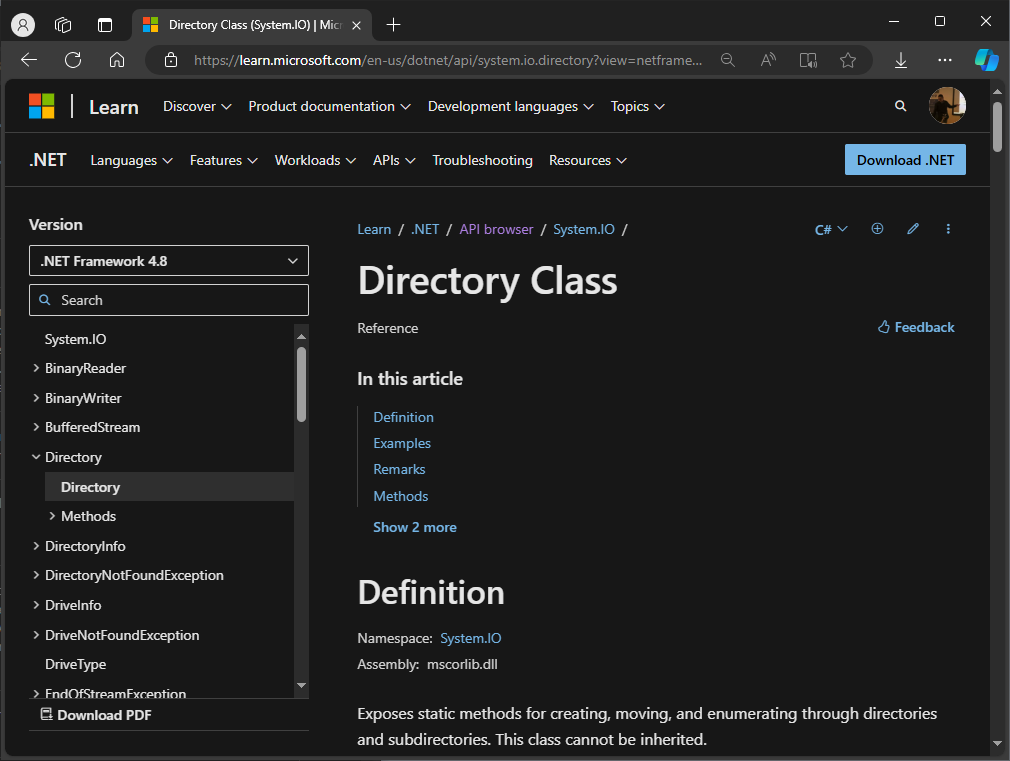 Directory Class (System.IO) | Micr
https://learn.microsoft.com/en-us/dotnet/api/system.io.directory?view=netframe...
Learn
Discover
Product documentation
Development languages
Topics
.NET
Languages
Features
Workloads
APIs
Troubleshooting
Resources
Download .NET
Version
.NET Framework 4.8
Search
System.IO
BinaryReader
BinaryWriter
BufferedStream
Directory
Directory
Methods
DirectoryInfo
DirectoryNotFoundException
DriveInfo
DriveNotFoundException
DriveType
EndOfStreamException
Download PDF
Learn / .NET / API browser / System.IO /
C#
Directory Class
Reference
Feedback
In this article
Definition
Examples
Remarks
Methods
Show 2 more
Definition
Namespace: System.IO
Assembly: mscorlib.dll
Exposes static methods for creating, moving, and enumerating through directories
and subdirectories. This class cannot be inherited.